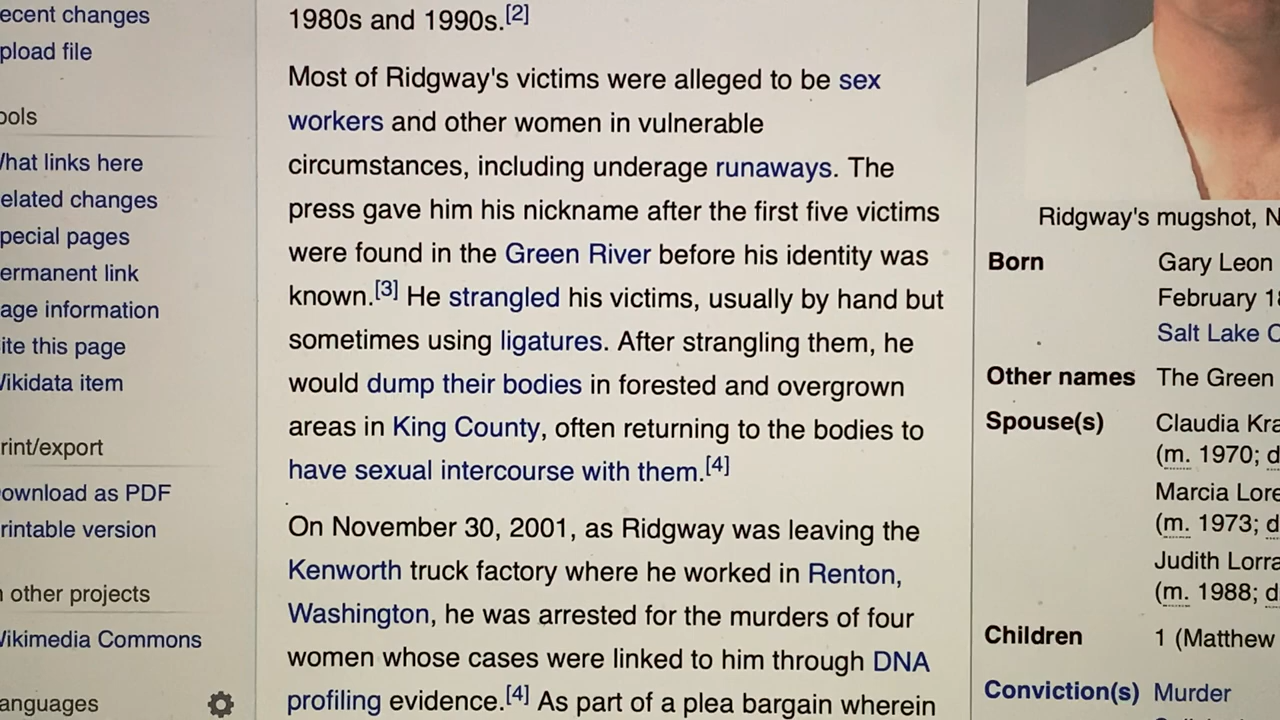 ecent changes
pload file
ools
hat links here
elated changes
pecial pages
ermanent link
age information
ite this page
ikidata item
rint/export
ownload as PDF
rintable version
n other projects
ikimedia Commons
anguages
1980s and 1990s.[2]
Most of Ridgway's victims were alleged to be sex
workers and other women in vulnerable
circumstances, including underage runaways. The
press gave him his nickname after the first five victims
were found in the Green River before his identity was
known.[3] He strangled his victims, usually by hand but
sometimes using ligatures. After strangling them, he
would dump their bodies in forested and overgrown
areas in King County, often returning to the bodies to
have sexual intercourse with them.[4]
On November 30, 2001, as Ridgway was leaving the
Kenworth truck factory where he worked in Renton,
Washington, he was arrested for the murders of four
women whose cases were linked to him through DNA
profiling evidence.[4] As part of a plea bargain wherein
Ridgway's mugshot, N
Born Gary Leon
February 18
Salt Lake C
Other names The Green
Spouse(s) Claudia Kra
(m. 1970; d
Marcia Lore
(m. 1973; d
Judith Lorra
(m. 1988; d
Children 1 (Matthew
Conviction(s) Murder